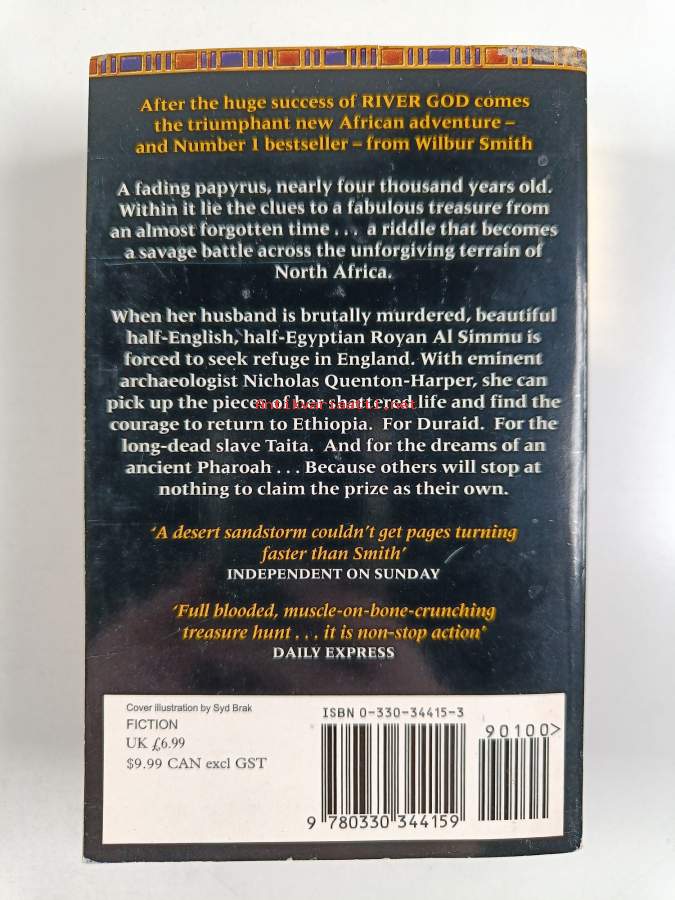 After the huge success of RIVER GOD comes
the triumphant new African adventure –
and Number 1 bestseller – from Wilbur Smith
A fading papyrus, nearly four thousand years old.
Within it lie the clues to a fabulous treasure from
an almost forgotten time . . . a riddle that becomes
a savage battle across the unforgiving terrain of
North Africa.
When her husband is brutally murdered, beautiful
half-English, half-Egyptian Royan Al Simmu is
forced to seek refuge in England. With eminent
archaeologist Nicholas Quenton-Harper, she can
pick up the pieces of her shattered life and find the
antikvariaatti.net
courage to return to Ethiopia. For Duraid. For the
long-dead slave Taita. And for the dreams of an
ancient Pharoah . . . Because others will stop at
nothing to claim the prize as their own.
‘A desert sandstorm couldn’t get pages turning
faster than Smith’
INDEPENDENT ON SUNDAY
‘Full blooded, muscle-on-bone-crunching
treasure hunt . . . it is non-stop action’
DAILY EXPRESS
Cover illustration by Syd Brak
FICTION
UK £6.99
$9.99 CAN excl GST
ISBN 0-330-34415-3
90100>
9 780330 344159